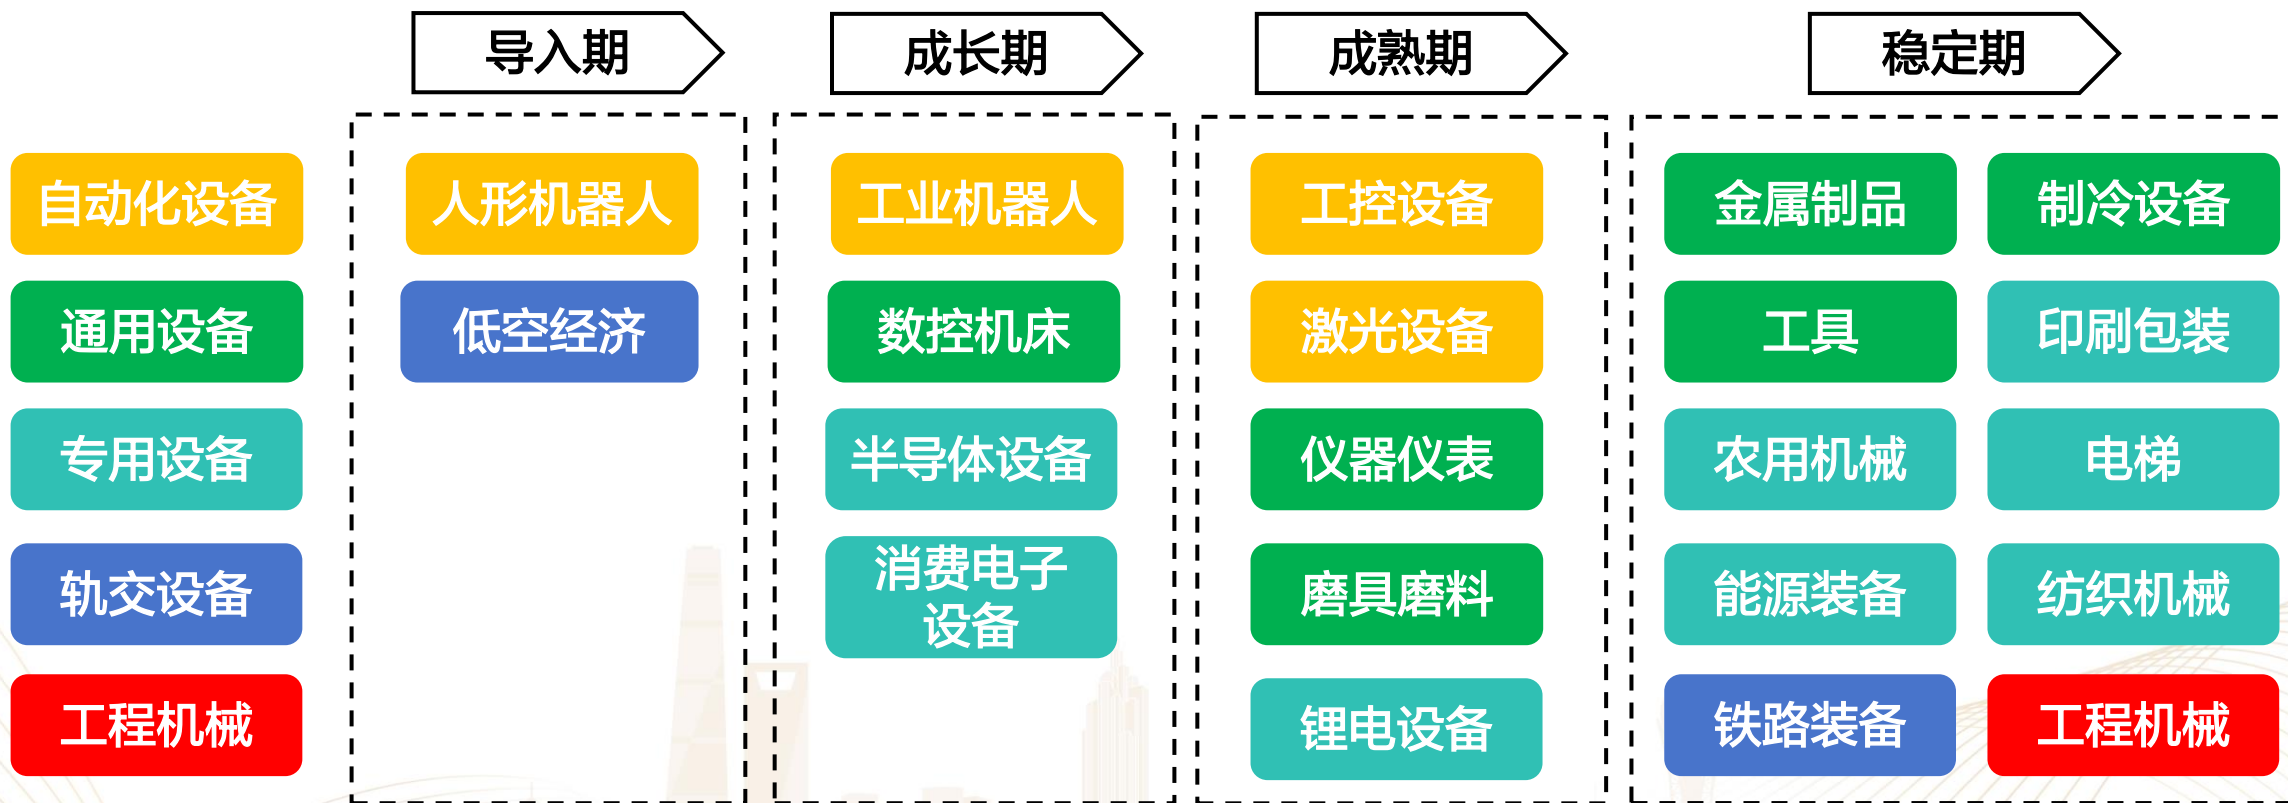 导入期
成长期
成熟期
稳定期
自动化设备
人形机器人
工业机器人
工控设备
金属制品
制冷设备
通用设备
低空经济
数控机床
激光设备
工具
印刷包装
专用设备
半导体设备
仪器仪表
农用机械
电梯
轨交设备
消费电子
设备
磨具磨料
能源装备
纺织机械
工程机械
锂电设备
铁路装备
工程机械